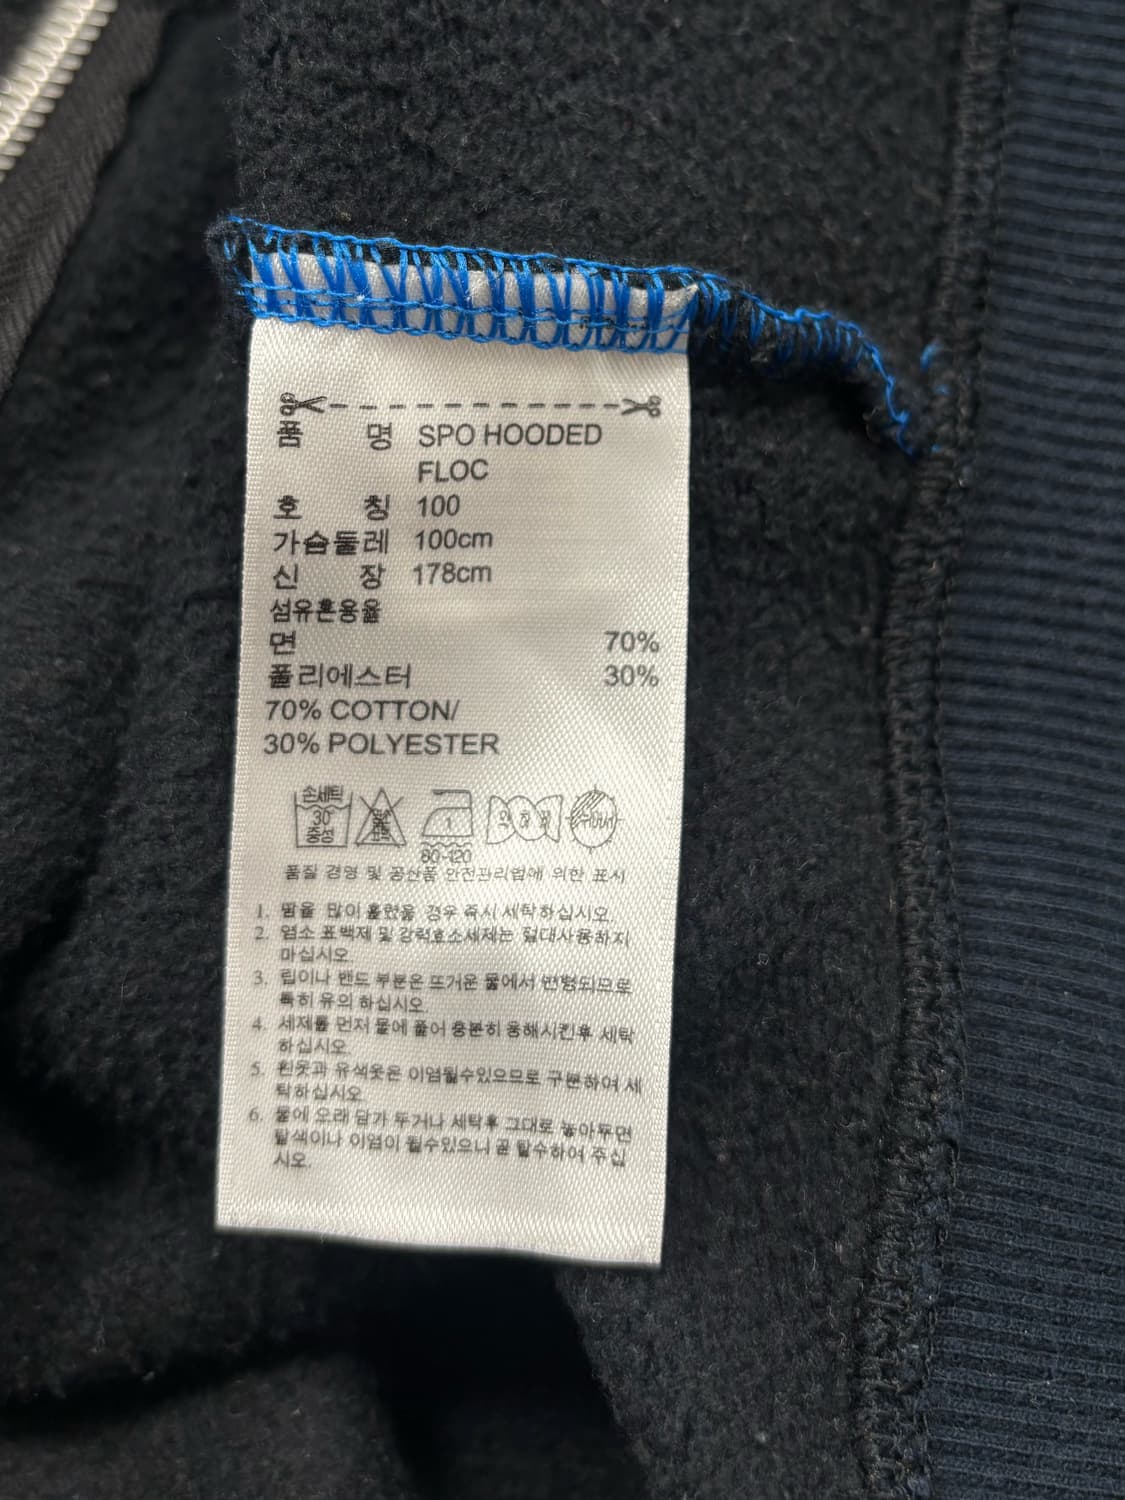 품 명 SPO HOODED
FLOC
호 칭 100
가슴둘레 100cm
신 장 178cm
섬유혼용율
면 70%
폴리에스터 30%
70% COTTON/
30% POLYESTER
손세탁
30
중성
1
80-120
품질 경영 및 공산품 안전관리법에 의한 표시
1. 땀을 많이 흘렸을 경우 즉시 세탁하십시오.
2. 염소 표백제 및 강력효소세제는 절대사용하지
마십시오.
3. 립이나 밴드 부분은 뜨거운 물에서 변형되므로
특히 유의 하십시오.
4. 세제를 먼저 물에 풀어 충분히 용해시킨후 세탁
하십시오.
5. 흰옷과 유색옷은 이염될수있으므로 구분하여 세
탁하십시오.
6. 물에 오래 담가 두거나 세탁후 그대로 놓아두면
탈색이나 이염이 될수있으니 곧 탈수하여 주십
시오.